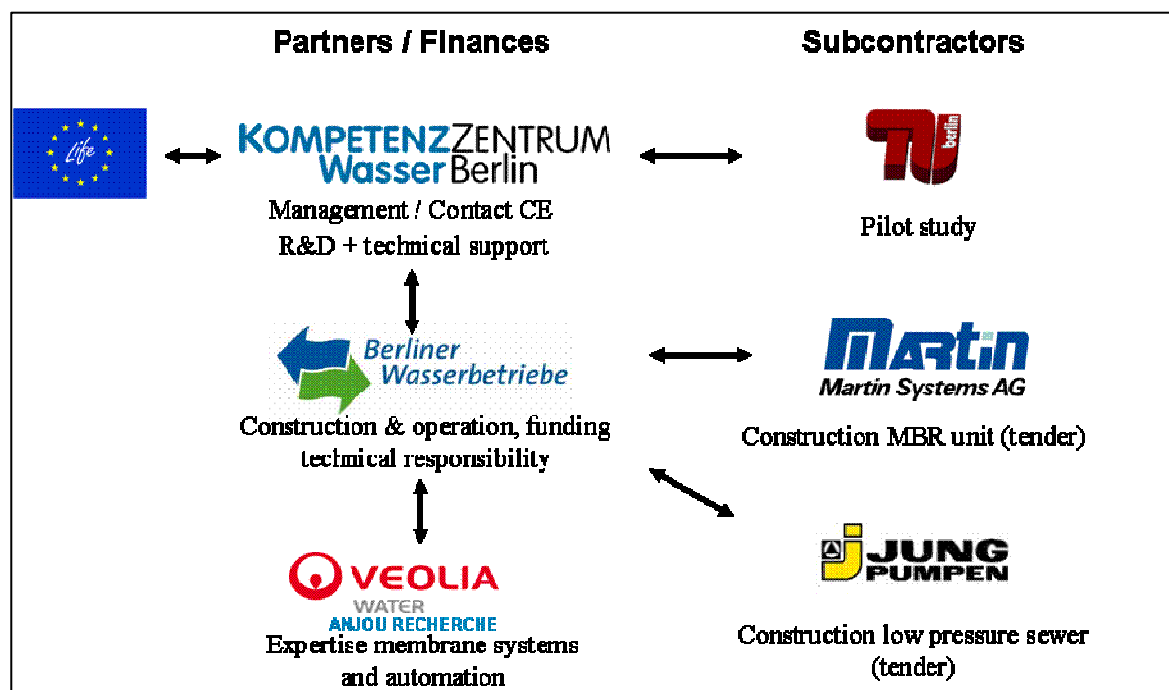 Partners / Finances
Subcontractors
Life
KOMPETENZZENTRUM
WasserBerlin
Management / Contact CE
R&D + technical support
TU
berlin
Pilot study
Berliner
Wasserbetriebe
Construction & operation, funding
technical responsibility
MARTIN
Martin Systems AG
Construction MBR unit (tender)
VEOLIA
WATER
ANJOU RECHERCHE
Expertise membrane systems
and automation
j JUNG
PUMPEN
Construction low pressure sewer
(tender)